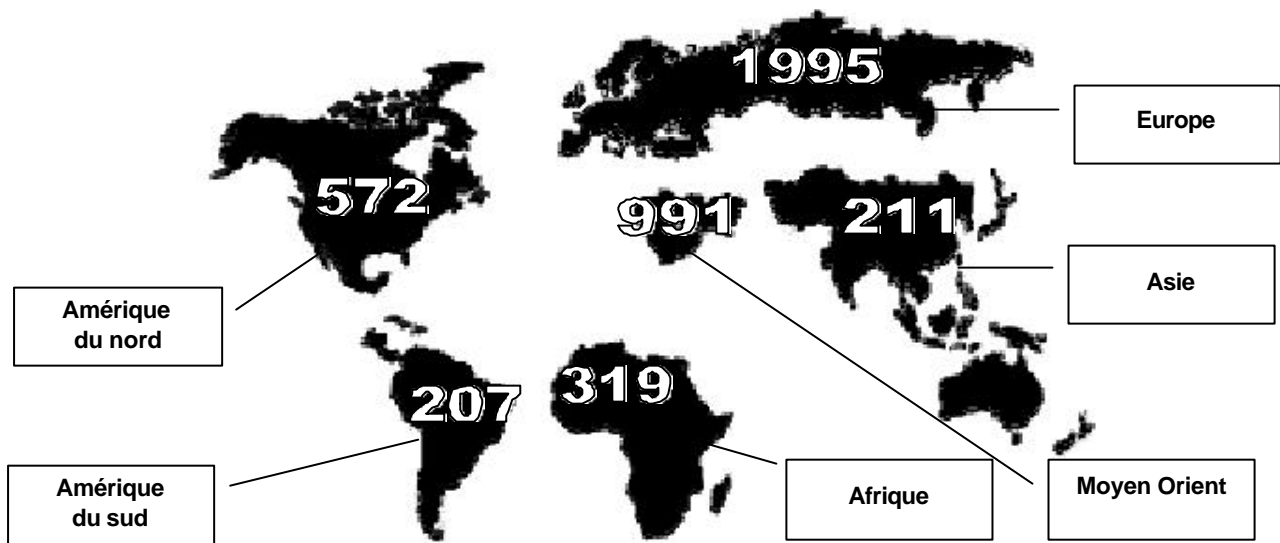 1995
Europe
572
991
211
Asie
Amérique
du nord
207
319
Amérique
du sud
Afrique
Moyen Orient